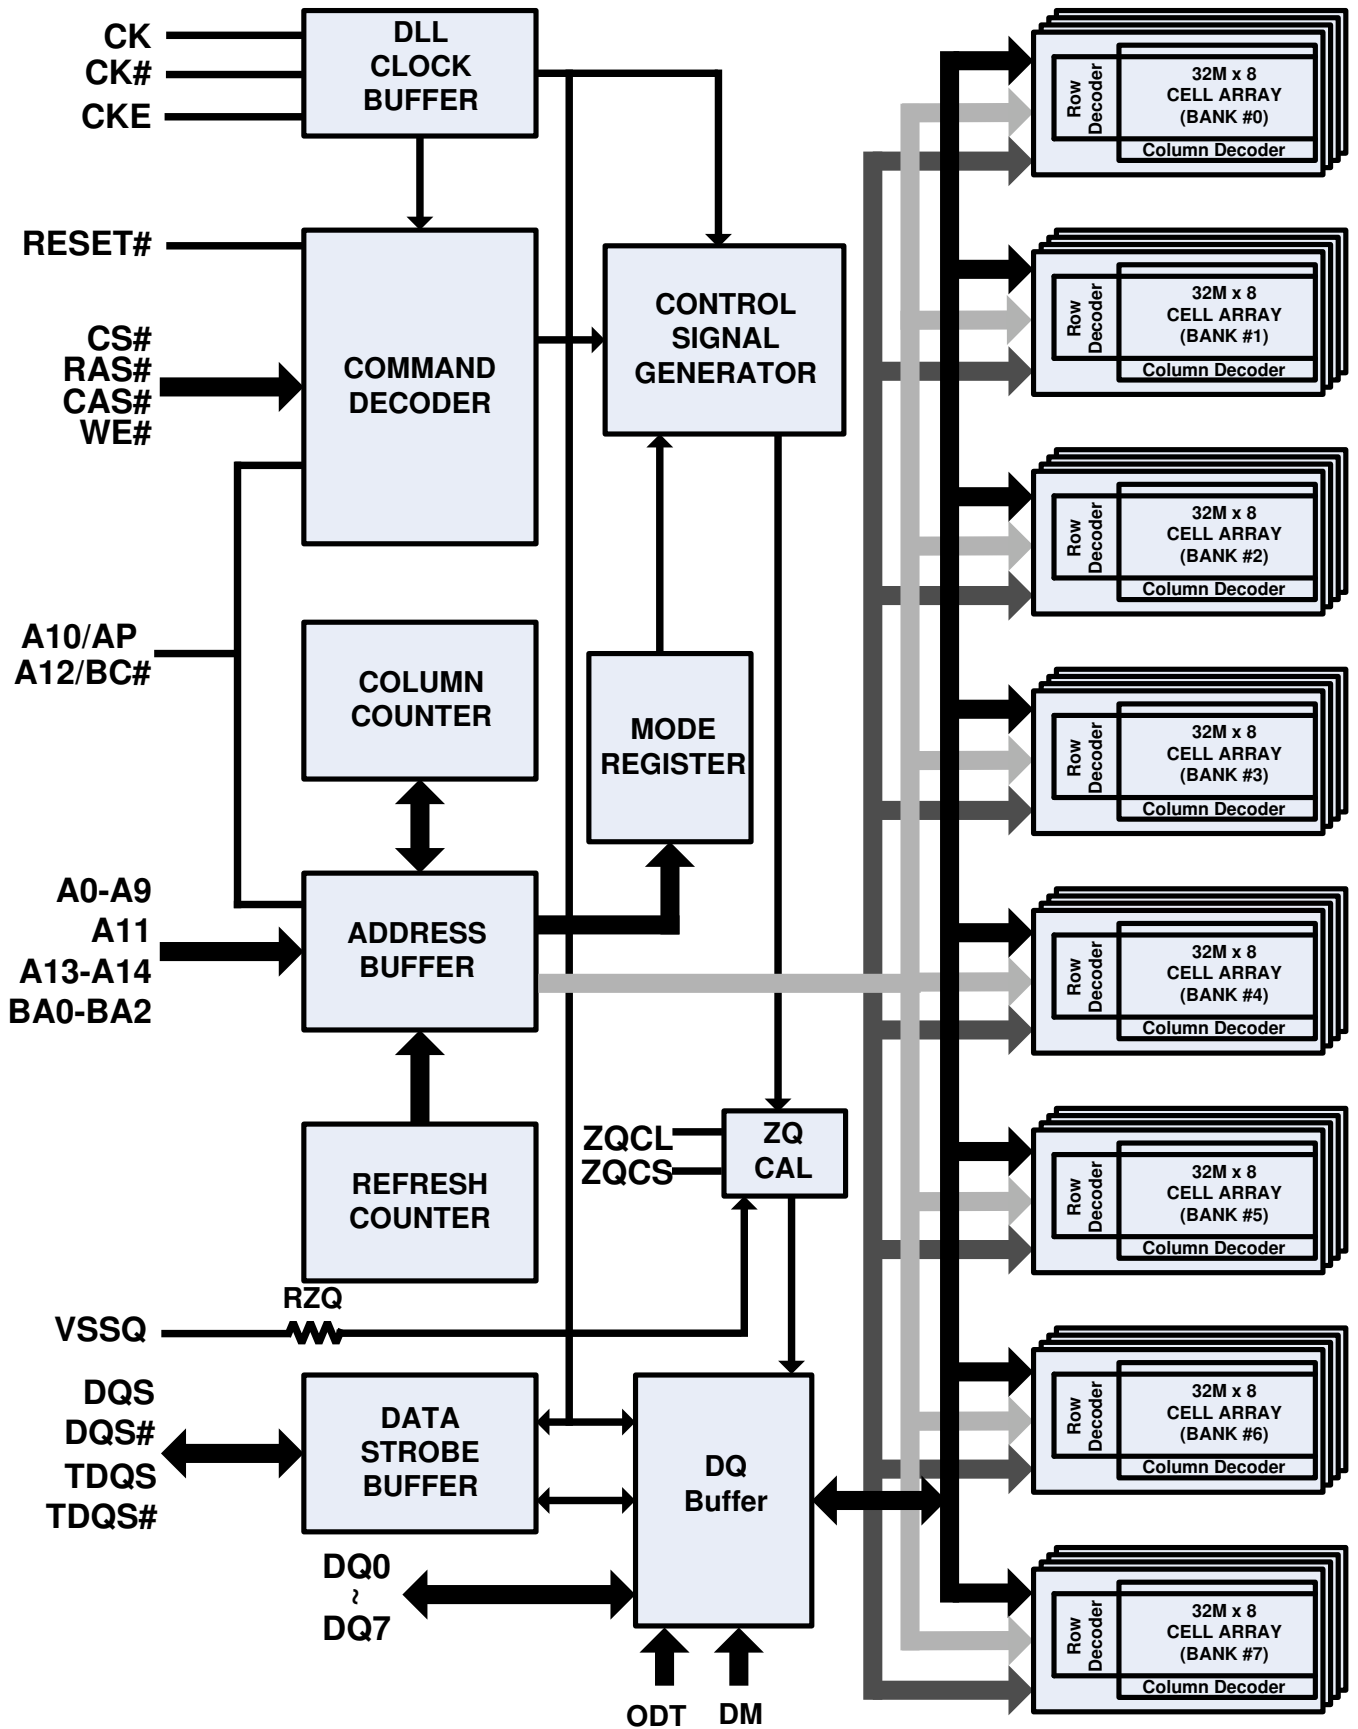 CK
CK#
CKE
DLL
CLOCK
BUFFER
RESET#
CS#
RAS#
CAS#
WE#
COMMAND
DECODER
CONTROL
SIGNAL
GENERATOR
A10/AP
A12/BC#
COLUMN
COUNTER
MODE
REGISTER
A0-A9
A11
A13-A14
BA0-BA2
ADDRESS
BUFFER
REFRESH
COUNTER
ZQCL
ZQCS
ZQ
CAL
RZQ
VSSQ
DQS
DQS#
TDQS
TDQS#
DATA
STROBE
BUFFER
DQ
Buffer
DQ0
~
DQ7
ODT
DM
Row
Decoder
32M x 8
CELL ARRAY
(BANK #0)
Column Decoder
Row
Decoder
32M x 8
CELL ARRAY
(BANK #1)
Column Decoder
Row
Decoder
32M x 8
CELL ARRAY
(BANK #2)
Column Decoder
Row
Decoder
32M x 8
CELL ARRAY
(BANK #3)
Column Decoder
Row
Decoder
32M x 8
CELL ARRAY
(BANK #4)
Column Decoder
Row
Decoder
32M x 8
CELL ARRAY
(BANK #5)
Column Decoder
Row
Decoder
32M x 8
CELL ARRAY
(BANK #6)
Column Decoder
Row
Decoder
32M x 8
CELL ARRAY
(BANK #7)
Column Decoder